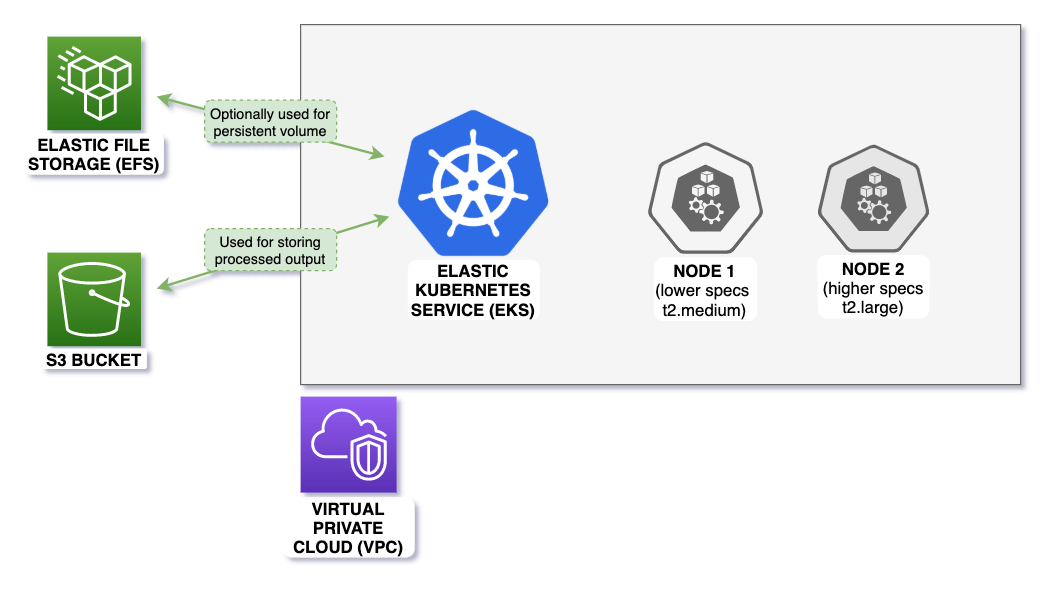 ELASTIC FILE
STORAGE (EFS)
Optionally used for
persistent volume
Used for storing
processed output
S3 BUCKET
ELASTIC
KUBERNETES
SERVICE (EKS)
NODE 1
(lower specs
t2.medium)
NODE 2
(higher specs
t2.large)
VIRTUAL
PRIVATE
CLOUD (VPC)